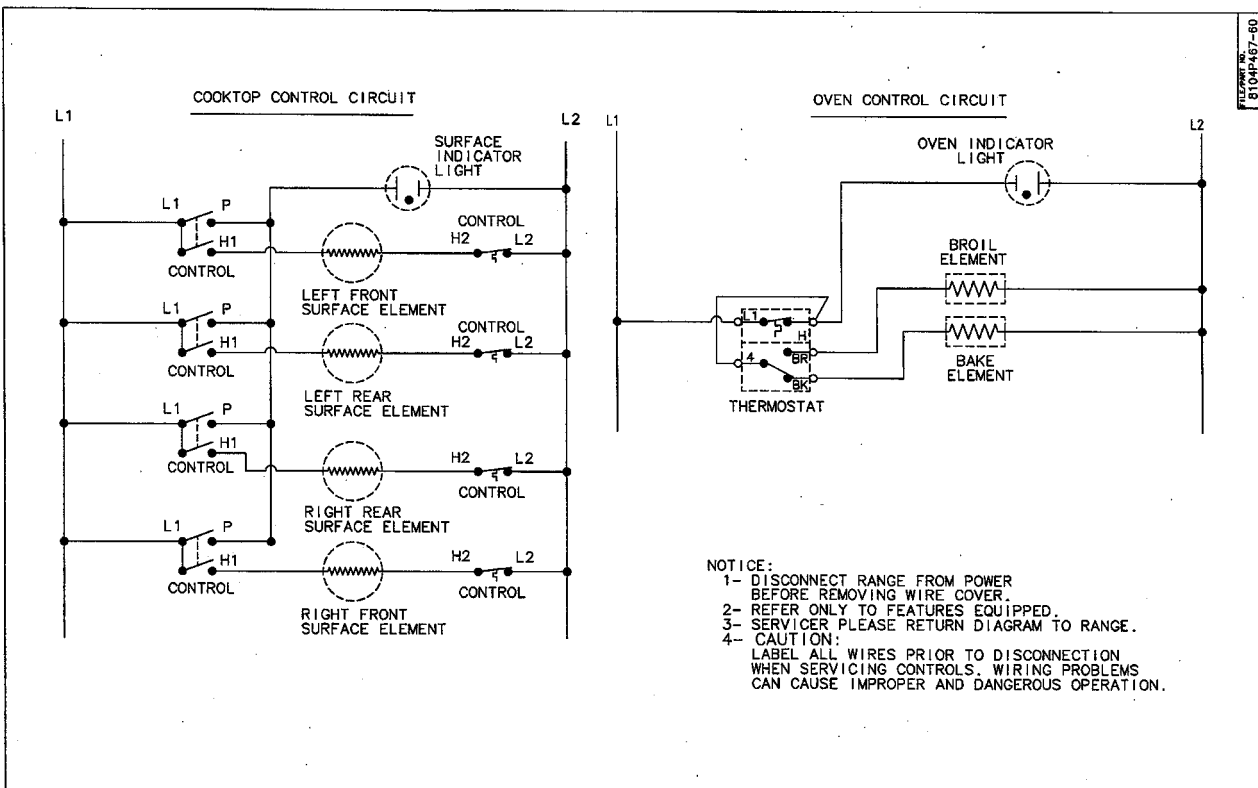 FILE/PART NO.
8104P467-60
COOKTOP CONTROL CIRCUIT
L1
L2
SURFACE
INDICATOR
LIGHT
L1 P
H1
CONTROL
CONTROL
H2 L2
LEFT FRONT
SURFACE ELEMENT
L1 P
H1
CONTROL
CONTROL
H2 L2
LEFT REAR
SURFACE ELEMENT
L1 P
H1
CONTROL
H2 L2
CONTROL
RIGHT REAR
SURFACE ELEMENT
L1 P
H1
CONTROL
H2 L2
CONTROL
RIGHT FRONT
SURFACE ELEMENT
OVEN CONTROL CIRCUIT
L1
L2
OVEN INDICATOR
LIGHT
BROIL
ELEMENT
L1
H
4
BR
BK
THERMOSTAT
BAKE
ELEMENT
NOTICE:
1- DISCONNECT RANGE FROM POWER
BEFORE REMOVING WIRE COVER.
2- REFER ONLY TO FEATURES EQUIPPED.
3- SERVICER PLEASE RETURN DIAGRAM TO RANGE.
4- CAUTION:
LABEL ALL WIRES PRIOR TO DISCONNECTION
WHEN SERVICING CONTROLS. WIRING PROBLEMS
CAN CAUSE IMPROPER AND DANGEROUS OPERATION.